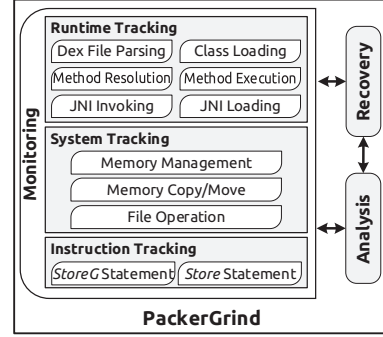 Monitoring
Runtime Tracking
Dex File Parsing
Class Loading
Method Resolution
Method Execution
JNI Invoking
JNI Loading
System Tracking
Memory Management
Memory Copy/Move
File Operation
Instruction Tracking
StoreG Statement
Store Statement
Recovery
Analysis
PackerGrind